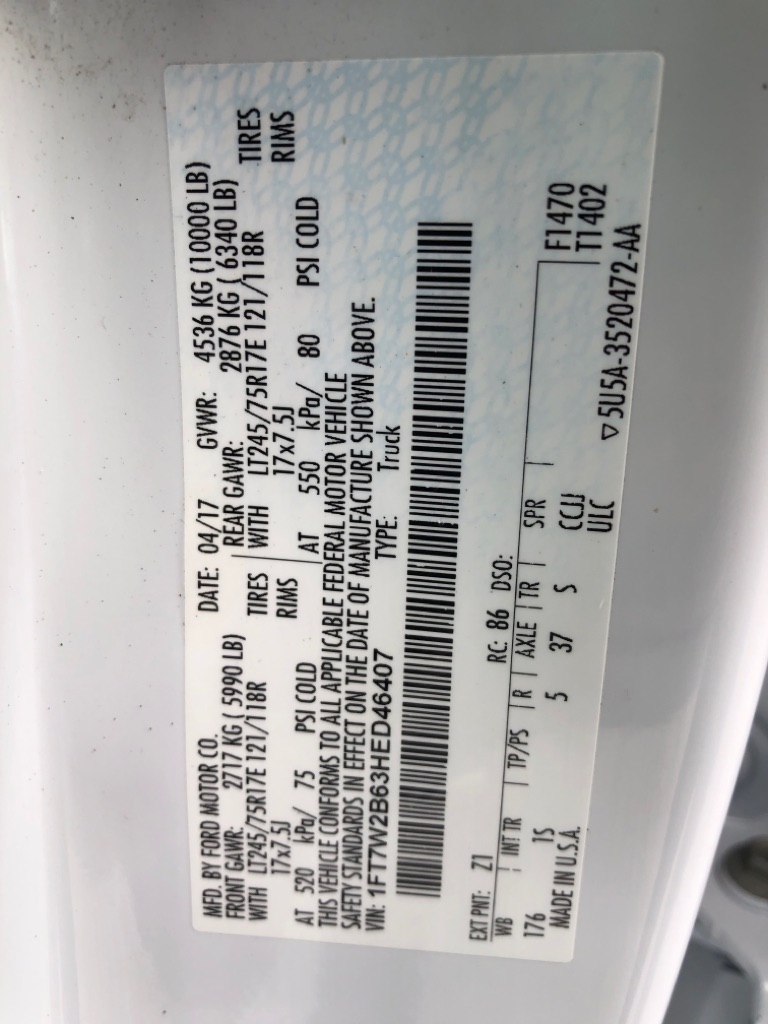 MFD. BY FORD MOTOR CO.
DATE: 04/17 GVWR: 4536 KG (10000 LB)
FRONT GAWR: 2717 KG ( 5990 LB) REAR GAWR: 2876 KG ( 6340 LB)
WITH LT245/75R17E 121/118R TIRES WITH LT245/75R17E 121/118R TIRES
17x7.5J RIMS 17x7.5J RIMS
AT 520 kPa/ 75 PSI COLD AT 550 kPa/ 80 PSI COLD
THIS VEHICLE CONFORMS TO ALL APPLICABLE FEDERAL MOTOR VEHICLE
SAFETY STANDARDS IN EFFECT ON THE DATE OF MANUFACTURE SHOWN ABOVE.
VIN: 1FT7W2B63HED46407 TYPE: Truck
EXT PNT: Z1 RC: 86 DSO:
WB INT TR TP/PS R AXLE TR SPR F1470
176 1S 5 37 S CCJJ T1402
MADE IN U.S.A. ULC
▽5U5A-3520472-AA